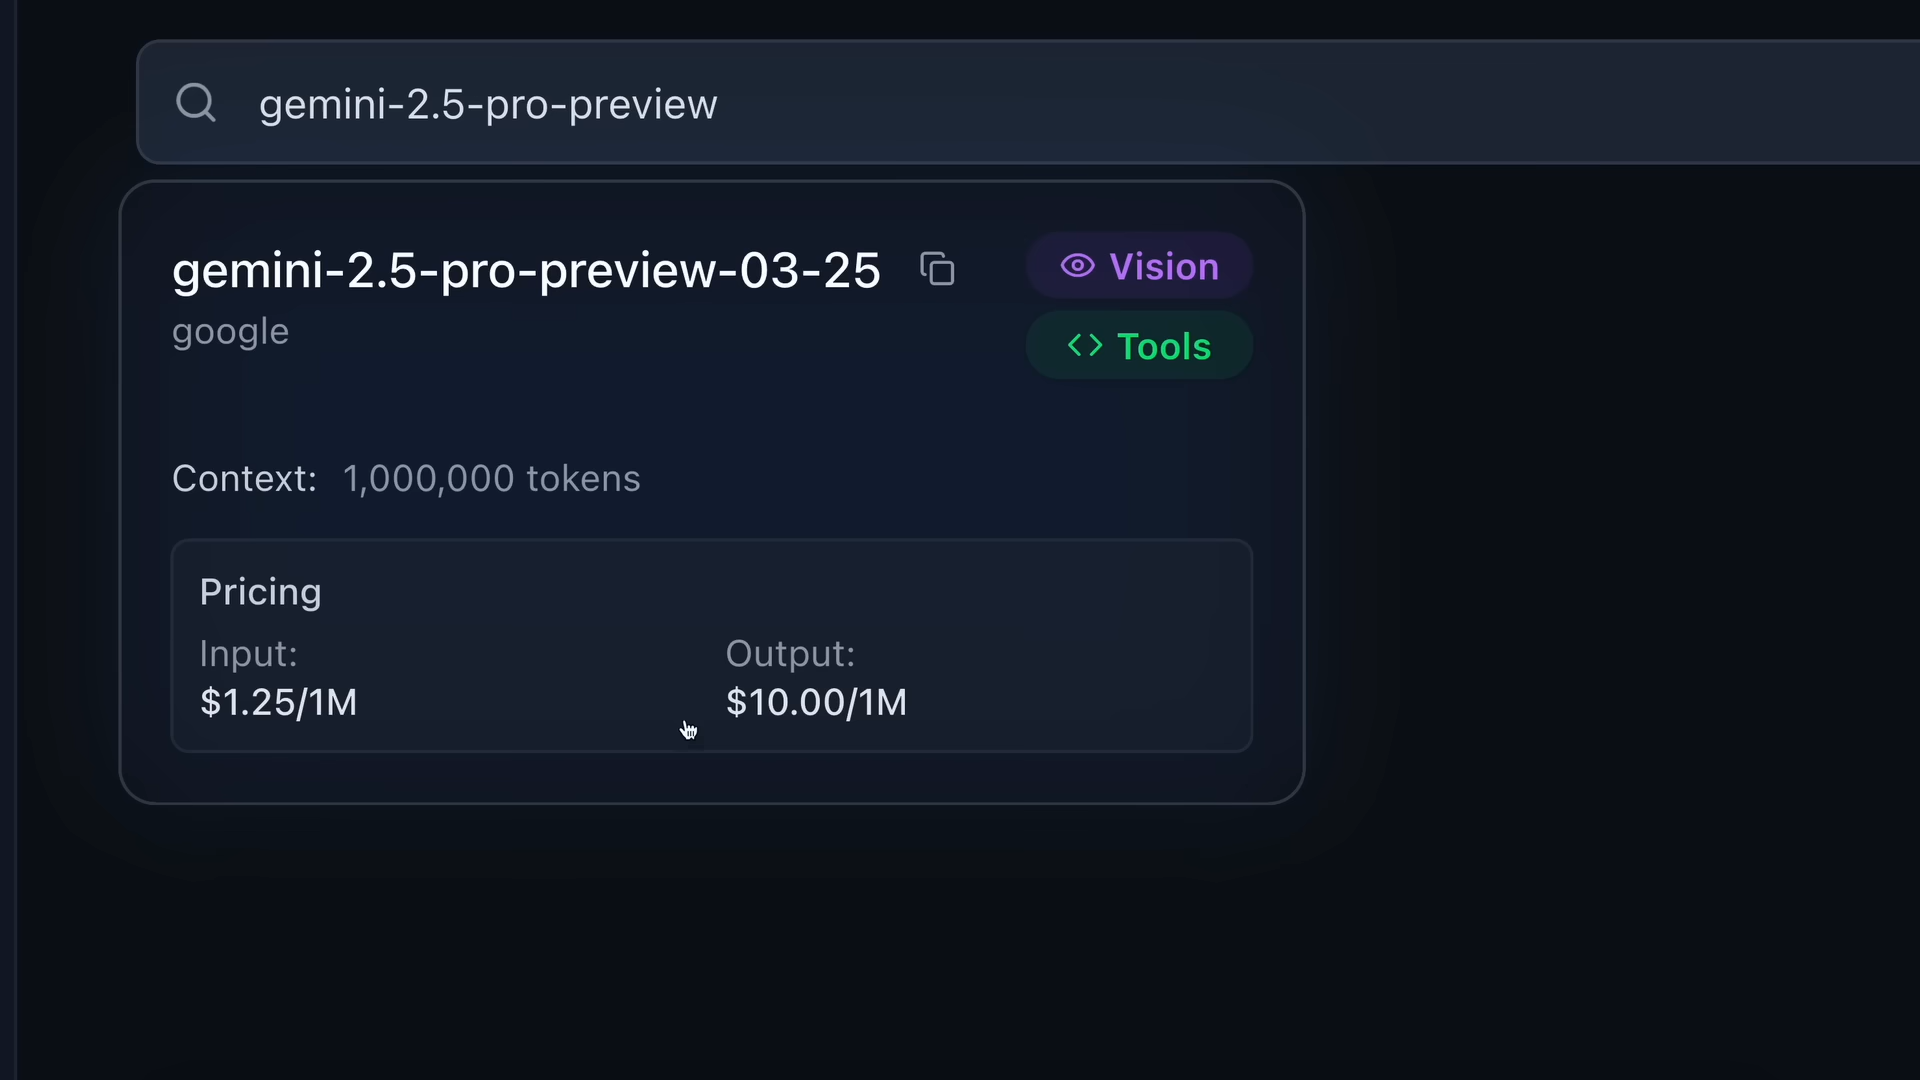 gemini-2.5-pro-preview
gemini-2.5-pro-preview-03-25
Vision
google
Tools
Context: 1,000,000 tokens
Pricing
Input: Output:
$1.25/1M $10.00/1M